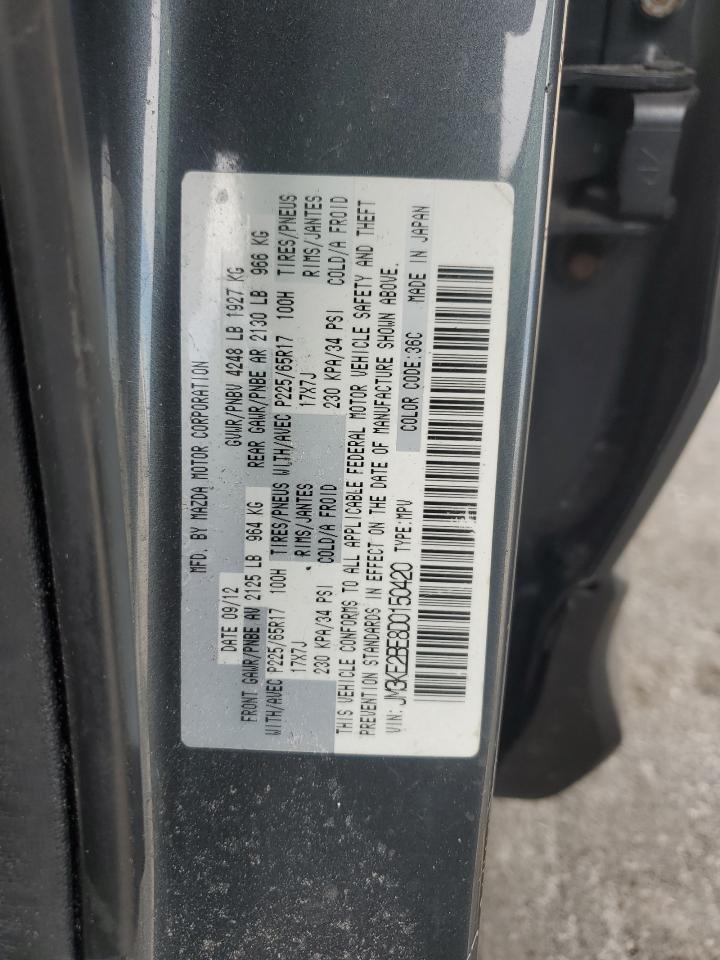 MFD. BY MAZDA MOTOR CORPORATION
DATE 09/12 GVWR/PNBV 4248 LB 1927 KG
FRONT GAWR/PNBE AV 2125 LB 964 KG REAR GAWR/PNBE AR 2130 LB 966 KG
WITH/AVEC P225/65R17 100H TIRES/PNEUS WITH/AVEC P225/65R17 100H TIRES/PNEUS
17X7J RIMS/JANTES 17X7J RIMS/JANTES
230 KPA/34 PSI COLD/A FROID 230 KPA/34 PSI COLD/A FROID
THIS VEHICLE CONFORMS TO ALL APPLICABLE FEDERAL MOTOR VEHICLE SAFETY AND THEFT
PREVENTION STANDARDS IN EFFECT ON THE DATE OF MANUFACTURE SHOWN ABOVE.
VIN: JM3KE2BE8D0150420 TYPE:MPV COLOR CODE:36C MADE IN JAPAN